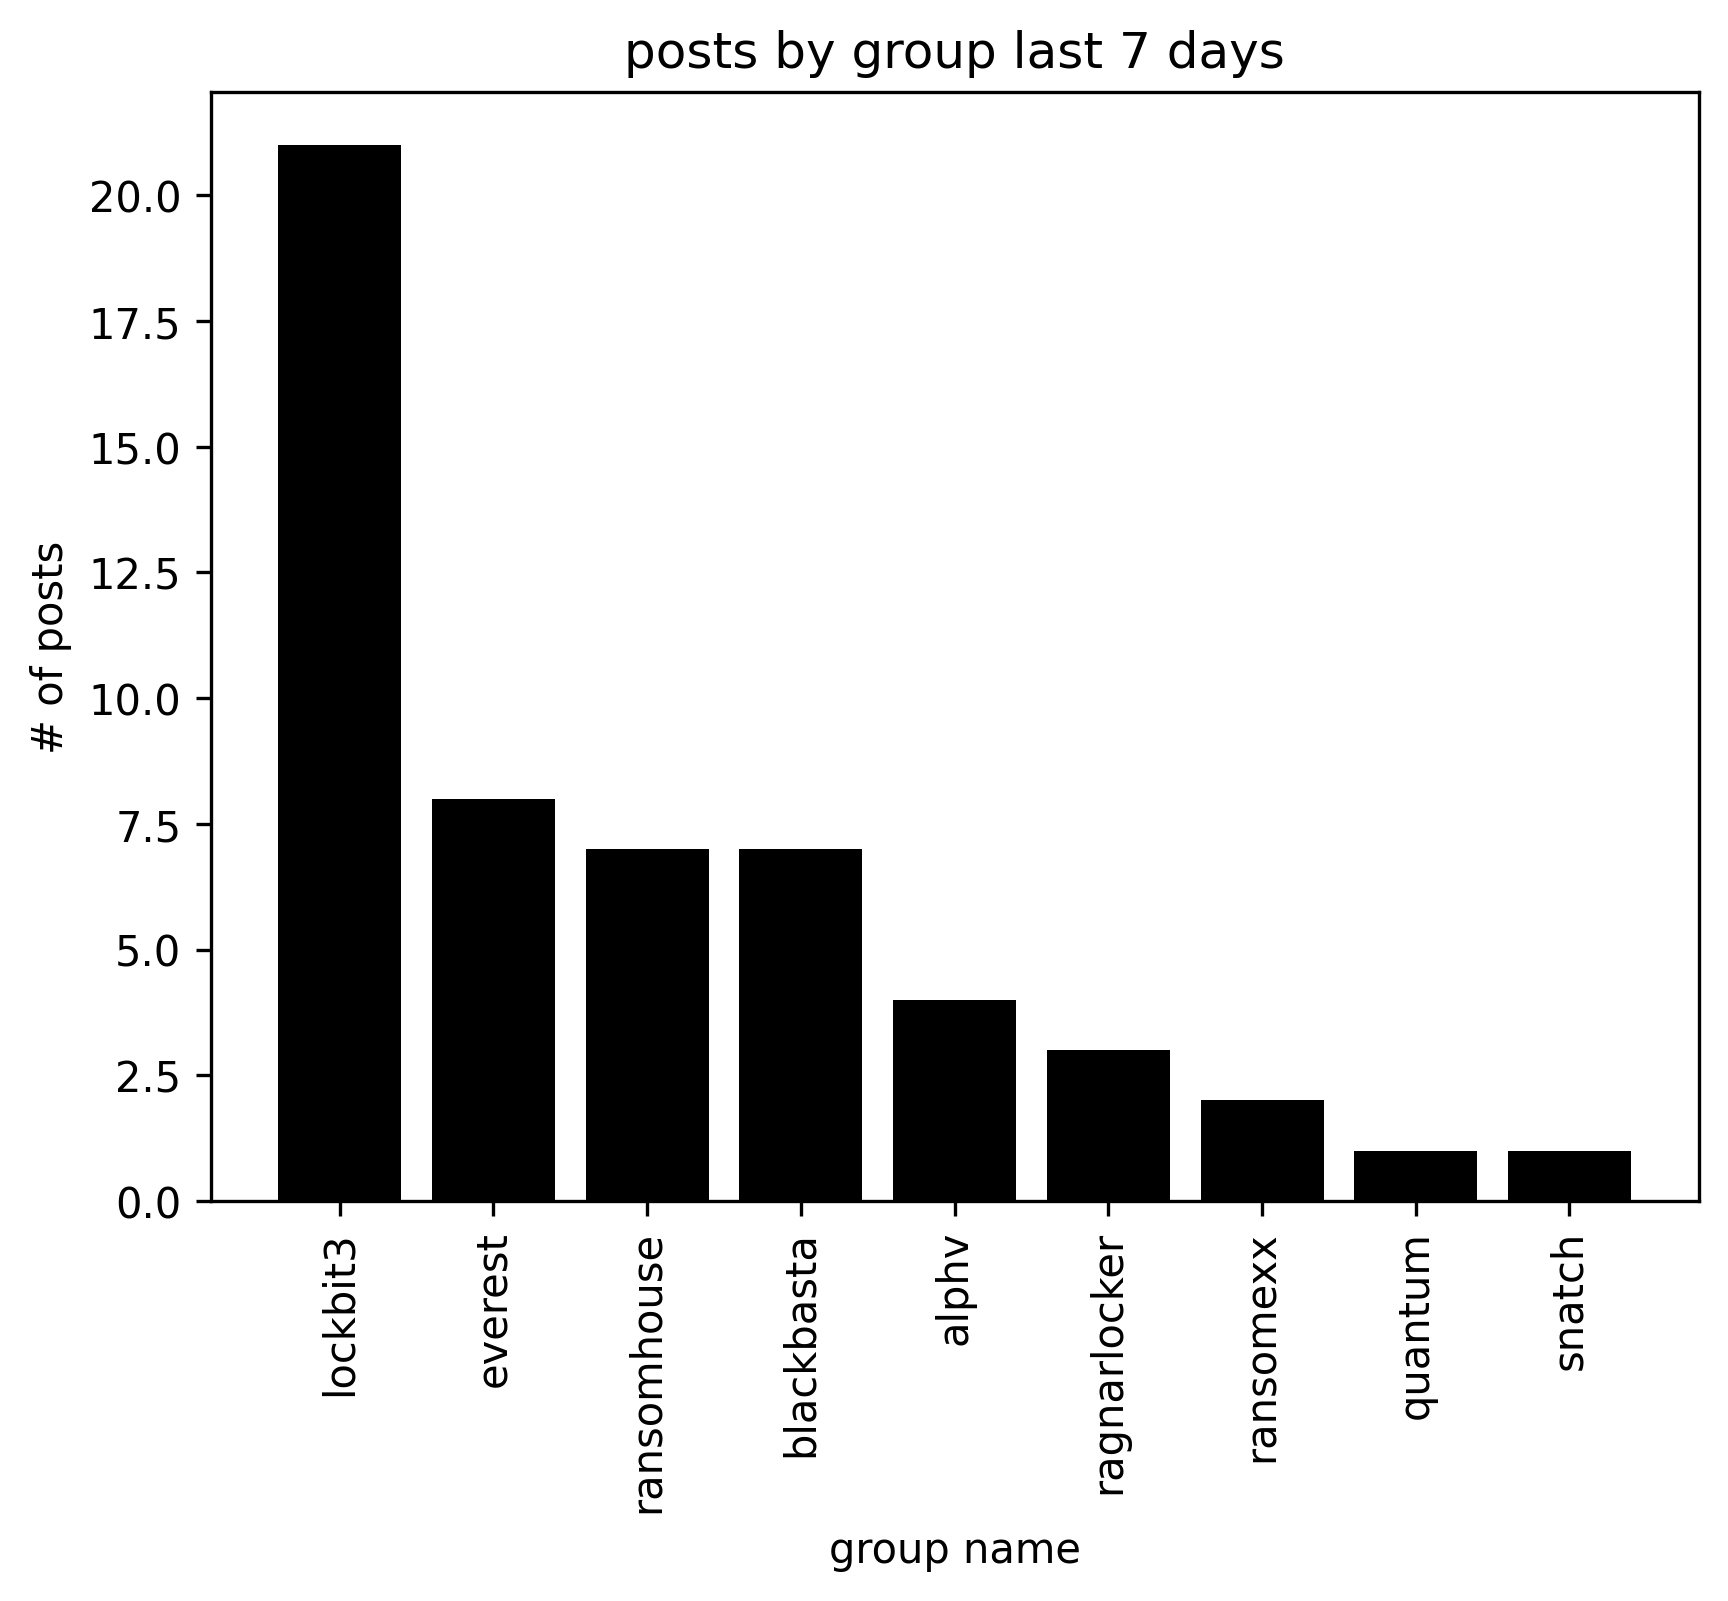 posts by group last 7 days
# of posts
20.0
17.5
15.0
12.5
10.0
7.5
5.0
2.5
0.0
lockbit3
everest
ransomhouse
blackbasta
alphv
ragnarlocker
ransomexx
quantum
snatch
group name